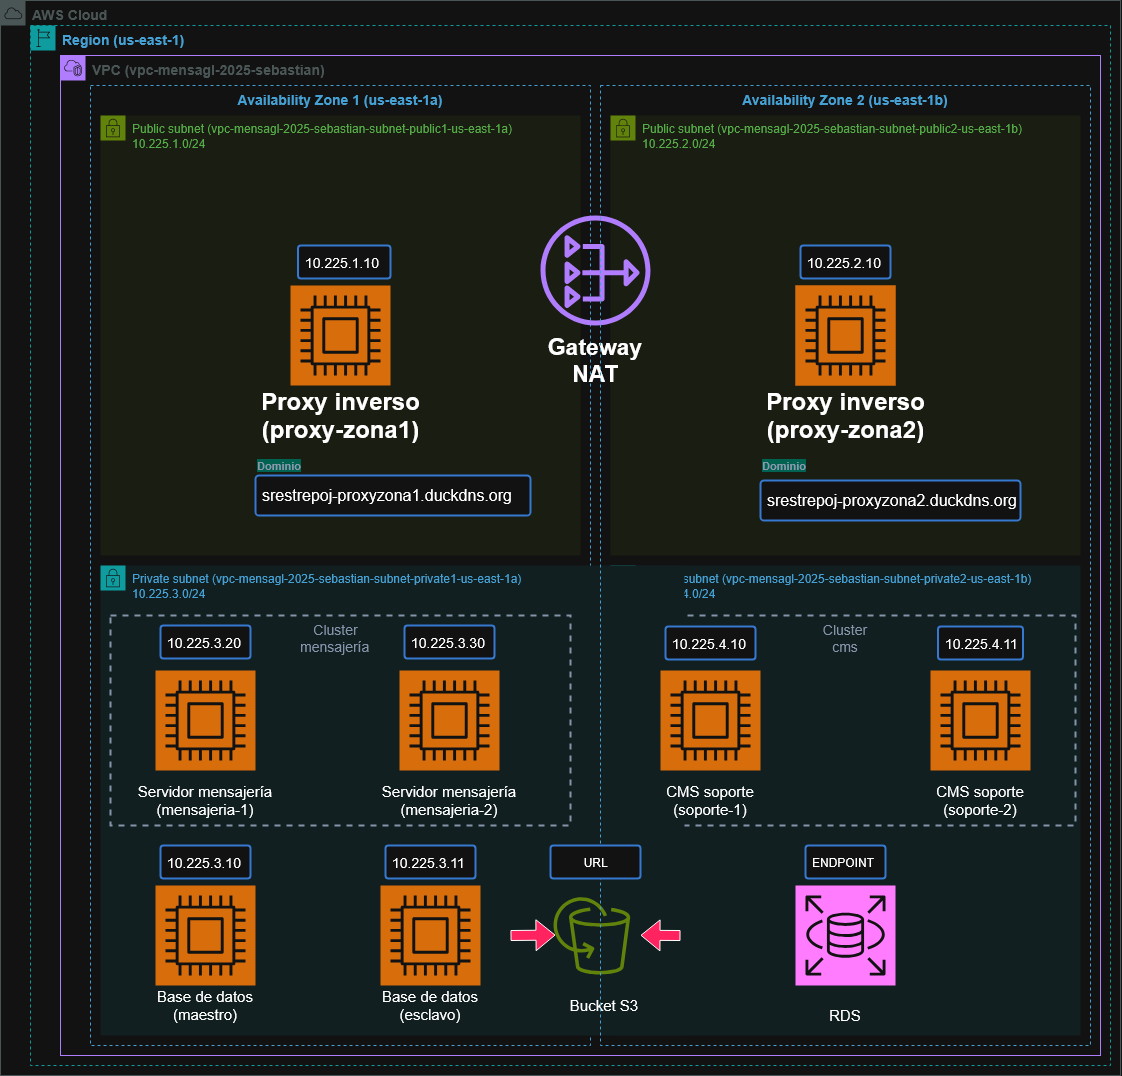 AWS Cloud
Region (us-east-1)
VPC (vpc-mensagl-2025-sebastian)
Availability Zone 1 (us-east-1a)
Public subnet (vpc-mensagl-2025-sebastian-subnet-public1-us-east-1a)
10.225.1.0/24
10.225.1.10
Proxy inverso
(proxy-zona1)
Dominio
srestrepoj-proxyzona1.duckdns.org
Gateway
NAT
Availability Zone 2 (us-east-1b)
Public subnet (vpc-mensagl-2025-sebastian-subnet-public2-us-east-1b)
10.225.2.0/24
10.225.2.10
Proxy inverso
(proxy-zona2)
Dominio
srestrepoj-proxyzona2.duckdns.org
Private subnet (vpc-mensagl-2025-sebastian-subnet-private1-us-east-1a)
10.225.3.0/24
Cluster
mensajería
10.225.3.20
Servidor mensajería
(mensajeria-1)
10.225.3.30
Servidor mensajería
(mensajeria-2)
subnet (vpc-mensagl-2025-sebastian-subnet-private2-us-east-1b)
4.0/24
Cluster
cms
10.225.4.10
CMS soporte
(soporte-1)
10.225.4.11
CMS soporte
(soporte-2)
10.225.3.10
Base de datos
(maestro)
10.225.3.11
Base de datos
(esclavo)
URL
Bucket S3
ENDPOINT
RDS